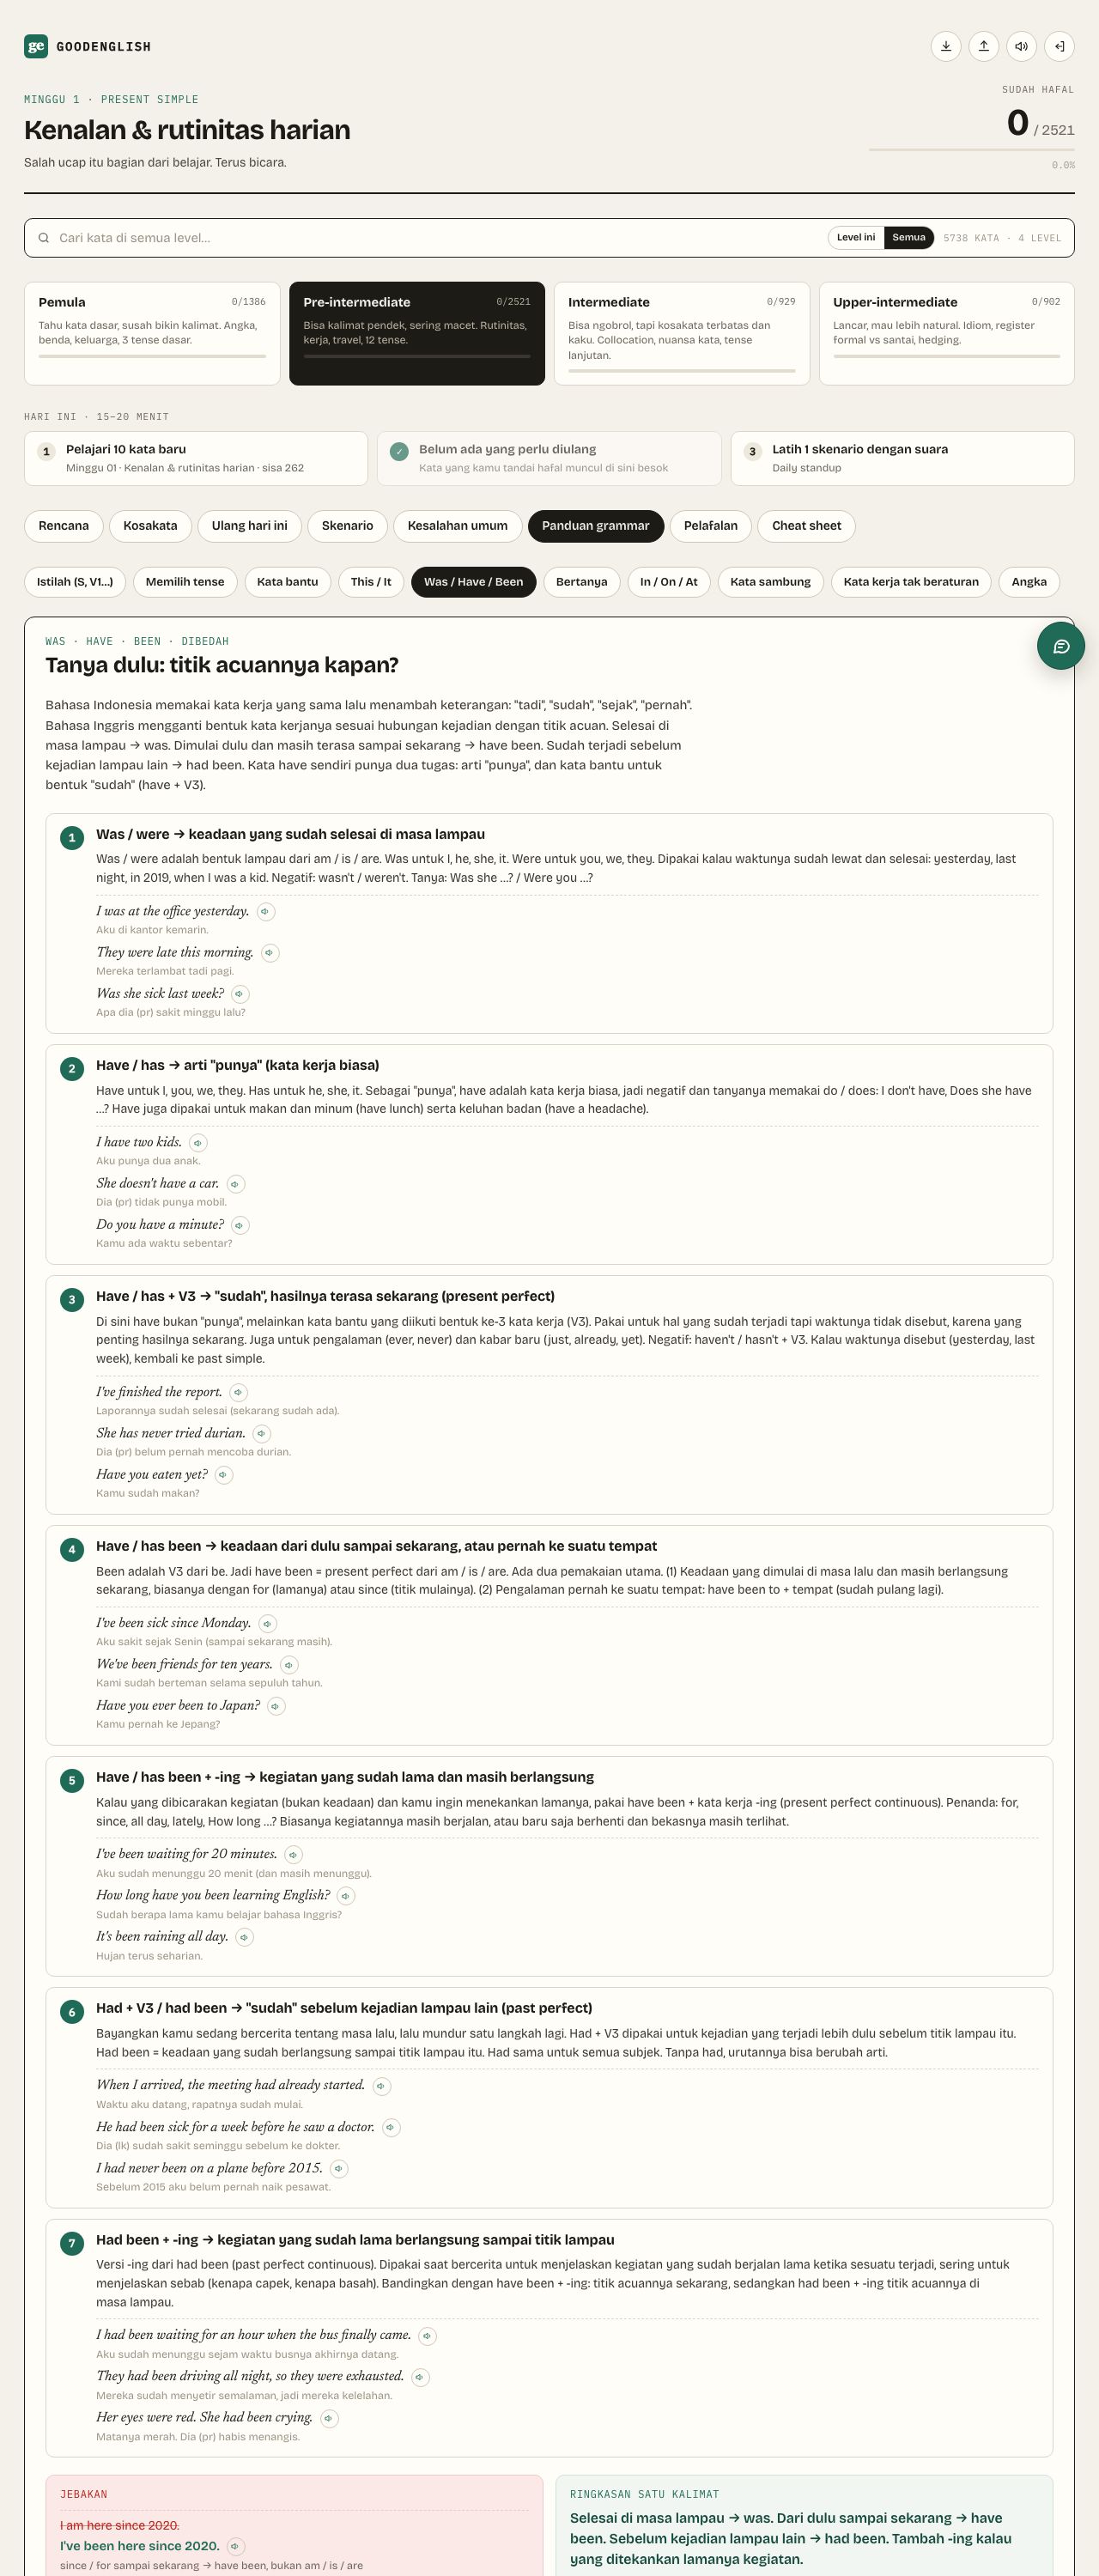 ge GOODENGLISH
MINGGU 1 · PRESENT SIMPLE
Kenalan & rutinitas harian
Salah ucap itu bagian dari belajar. Terus bicara.
SUDAH HAFAL
0 / 2521
0.0%
Cari kata di semua level...
Level ini Semua 5738 KATA · 4 LEVEL
Pemula 0/1386
Tahu kata dasar, susah bikin kalimat. Angka,
benda, keluarga, 3 tense dasar.
Pre-intermediate 0/2521
Bisa kalimat pendek, sering macet. Rutinitas,
kerja, travel, 12 tense.
Intermediate 0/929
Bisa ngobrol, tapi kosakata terbatas dan
kaku. Collocation, nuansa kata, tense
lanjutan.
Upper-intermediate 0/902
Lancar, mau lebih natural. Idiom, register
formal vs santai, hedging.
HARI INI · 15–20 MENIT
1 Pelajari 10 kata baru
Minggu 01 · Kenalan & rutinitas harian · sisa 262
✓ Belum ada yang perlu diulang
Kata yang kamu tandai hafal muncul di sini besok
3 Latih 1 skenario dengan suara
Daily standup
Rencana Kosakata Ulang hari ini Skenario Kesalahan umum Panduan grammar Pelafalan Cheat sheet
Istilah (S, V1...) Memilih tense Kata bantu This / It Was / Have / Been Bertanya In / On / At Kata sambung Kata kerja tak beraturan Angka
WAS · HAVE · BEEN · DIBEDAH
Tanya dulu: titik acuannya kapan?
Bahasa Indonesia memakai kata kerja yang sama lalu menambah keterangan: "tadi", "sudah", "sejak", "pernah".
Bahasa Inggris mengganti bentuk kata kerjanya sesuai hubungan kejadian dengan titik acuan. Selesai di
masa lampau → was. Dimulai dulu dan masih terasa sampai sekarang → have been. Sudah terjadi sebelum
kejadian lampau lain → had been. Kata have sendiri punya dua tugas: arti "punya", dan kata bantu untuk
bentuk "sudah" (have + V3).
1 Was / were → keadaan yang sudah selesai di masa lampau
Was / were adalah bentuk lampau dari am / is / are. Was untuk I, he, she, it. Were untuk you, we, they. Dipakai kalau waktunya sudah lewat dan selesai: yesterday, last
night, in 2019, when I was a kid. Negatif: wasn't / weren't. Tanya: Was she ...? / Were you ...?
I was at the office yesterday.
Aku di kantor kemarin.
They were late this morning.
Mereka terlambat tadi pagi.
Was she sick last week?
Apa dia (pr) sakit minggu lalu?
2 Have / has → arti "punya" (kata kerja biasa)
Have untuk I, you, we, they. Has untuk he, she, it. Sebagai "punya", have adalah kata kerja biasa, jadi negatif dan tanyanya memakai do / does: I don't have, Does she have
...? Have juga dipakai untuk makan dan minum (have lunch) serta keluhan badan (have a headache).
I have two kids.
Aku punya dua anak.
She doesn't have a car.
Dia (pr) tidak punya mobil.
Do you have a minute?
Kamu ada waktu sebentar?
3 Have / has + V3 → "sudah", hasilnya terasa sekarang (present perfect)
Di sini have bukan "punya", melainkan kata bantu yang diikuti bentuk ke-3 kata kerja (V3). Pakai untuk hal yang sudah terjadi tapi waktunya tidak disebut, karena yang
penting hasilnya sekarang. Juga untuk pengalaman (ever, never) dan kabar baru (just, already, yet). Negatif: haven't / hasn't + V3. Kalau waktunya disebut (yesterday, last
week), kembali ke past simple.
I've finished the report.
Laporannya sudah selesai (sekarang sudah ada).
She has never tried durian.
Dia (pr) belum pernah mencoba durian.
Have you eaten yet?
Kamu sudah makan?
4 Have / has been → keadaan dari dulu sampai sekarang, atau pernah ke suatu tempat
Been adalah V3 dari be. Jadi have been = present perfect dari am / is / are. Ada dua pemakaian utama. (1) Keadaan yang dimulai di masa lalu dan masih berlangsung
sekarang, biasanya dengan for (lamanya) atau since (titik mulainya). (2) Pengalaman pernah ke suatu tempat: have been to + tempat (sudah pulang lagi).
I've been sick since Monday.
Aku sakit sejak Senin (sampai sekarang masih).
We've been friends for ten years.
Kami sudah berteman selama sepuluh tahun.
Have you ever been to Japan?
Kamu pernah ke Jepang?
5 Have / has been + -ing → kegiatan yang sudah lama dan masih berlangsung
Kalau yang dibicarakan kegiatan (bukan keadaan) dan kamu ingin menekankan lamanya, pakai have been + kata kerja -ing (present perfect continuous). Penanda: for,
since, all day, lately, How long ...? Biasanya kegiatannya masih berjalan, atau baru saja berhenti dan bekasnya masih terlihat.
I've been waiting for 20 minutes.
Aku sudah menunggu 20 menit (dan masih menunggu).
How long have you been learning English?
Sudah berapa lama kamu belajar bahasa Inggris?
It's been raining all day.
Hujan terus seharian.
6 Had + V3 / had been → "sudah" sebelum kejadian lampau lain (past perfect)
Bayangkan kamu sedang bercerita tentang masa lalu, lalu mundur satu langkah lagi. Had + V3 dipakai untuk kejadian yang terjadi lebih dulu sebelum titik lampau itu.
Had been = keadaan yang sudah berlangsung sampai titik lampau itu. Had sama untuk semua subjek. Tanpa had, urutannya bisa berubah arti.
When I arrived, the meeting had already started.
Waktu aku datang, rapatnya sudah mulai.
He had been sick for a week before he saw a doctor.
Dia (lk) sudah sakit seminggu sebelum ke dokter.
I had never been on a plane before 2015.
Sebelum 2015 aku belum pernah naik pesawat.
7 Had been + -ing → kegiatan yang sudah lama berlangsung sampai titik lampau
Versi -ing dari had been (past perfect continuous). Dipakai saat bercerita untuk menjelaskan kegiatan yang sudah berjalan lama ketika sesuatu terjadi, sering untuk
menjelaskan sebab (kenapa capek, kenapa basah). Bandingkan dengan have been + -ing: titik acuannya sekarang, sedangkan had been + -ing titik acuannya di
masa lampau.
I had been waiting for an hour when the bus finally came.
Aku sudah menunggu sejam waktu busnya akhirnya datang.
They had been driving all night, so they were exhausted.
Mereka sudah menyetir semalaman, jadi mereka kelelahan.
Her eyes were red. She had been crying.
Matanya merah. Dia (pr) habis menangis.
JEBAKAN
I am here since 2020.
I've been here since 2020.
since / for sampai sekarang → have been, bukan am / is / are
RINGKASAN SATU KALIMAT
Selesai di masa lampau → was. Dari dulu sampai sekarang → have
been. Sebelum kejadian lampau lain → had been. Tambah -ing kalau
yang ditekankan lamanya kegiatan.